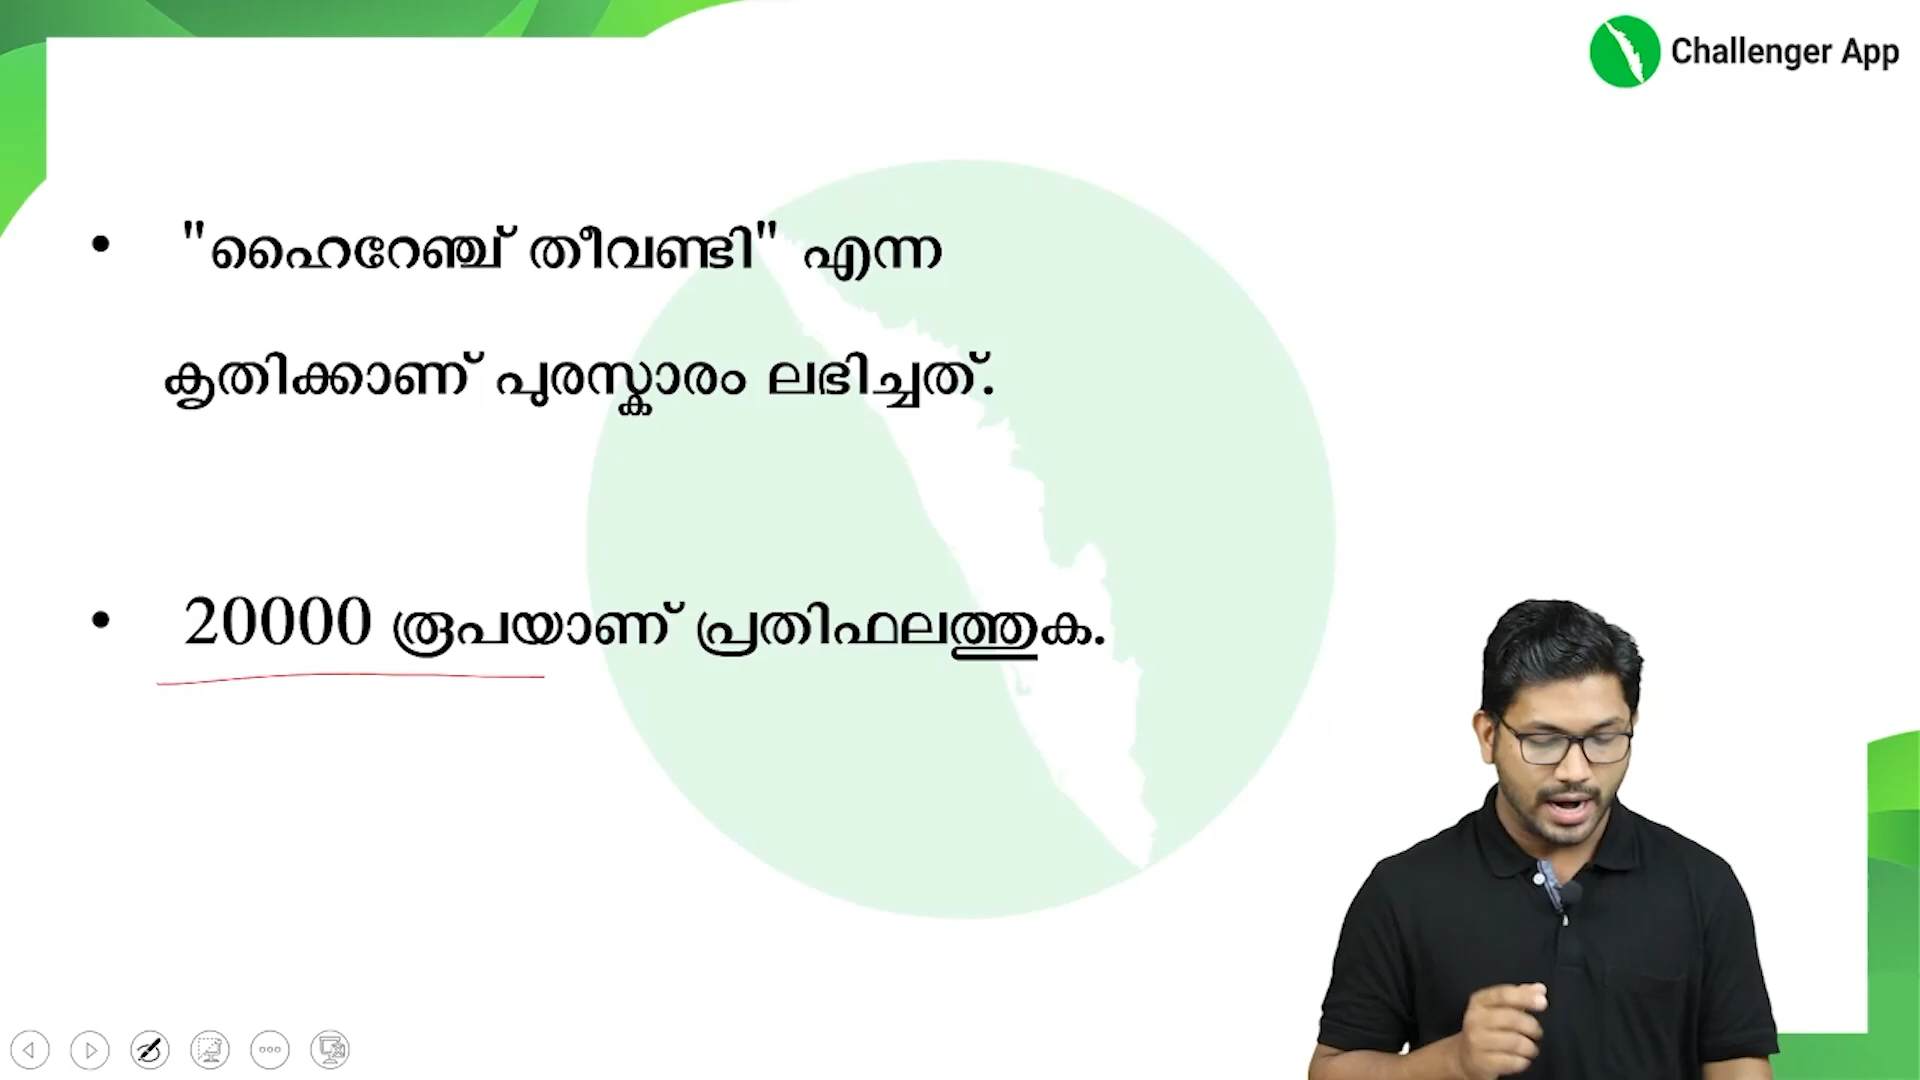 Challenger App
• "ഹൈറേഞ്ച് തീവണ്ടി" എന്ന
കൃതിക്കാണ് പുരസ്കാരം ലഭിച്ചത്.
• 20000 രൂപയാണ് പ്രതിഫലത്തുക.